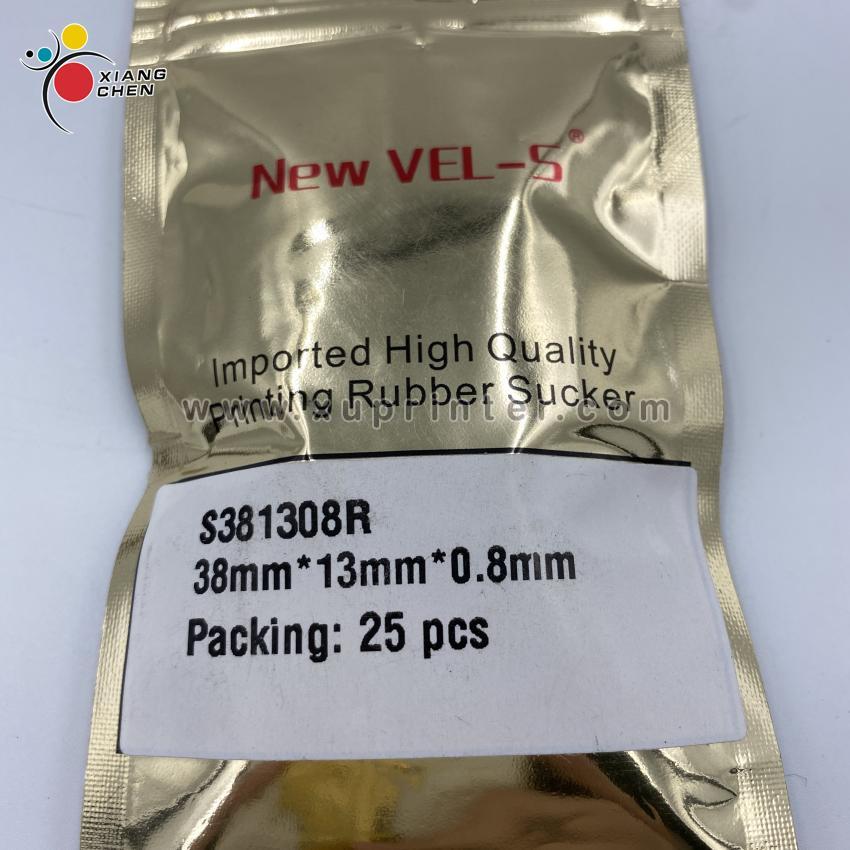 XIANG
CHEN
New VEL-S®
Imported High Quality
Printing Rubber Sucker
www.xuprinter.com
S381308R
38mm*13mm*0.8mm
Packing: 25 pcs